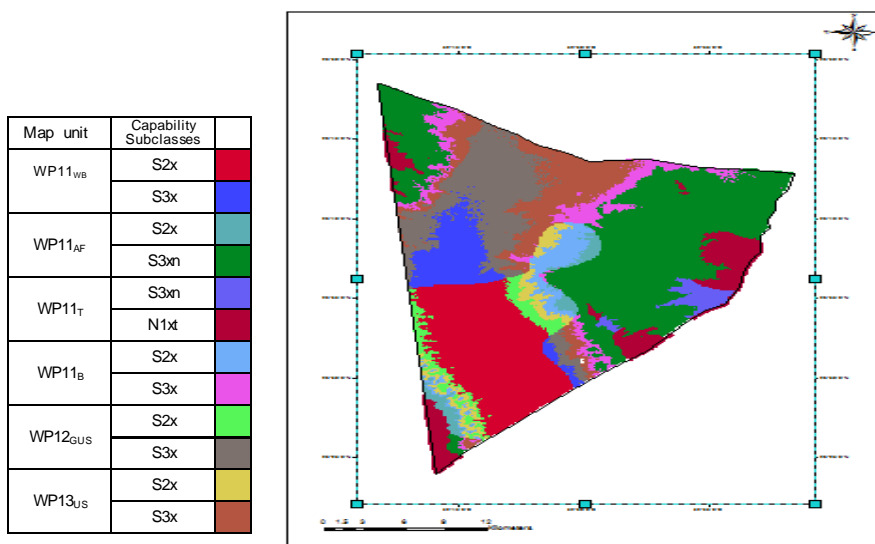 Map unit Capability Subclasses
WP11WB S2x
S3x
WP11AF S2x
S3xn
WP11T S3xn
N1xt
WP11B S2x
S3x
WP12GUS S2x
S3x
WP13US S2x
S3x
0 1.5 3 6 9 12
Kilometers